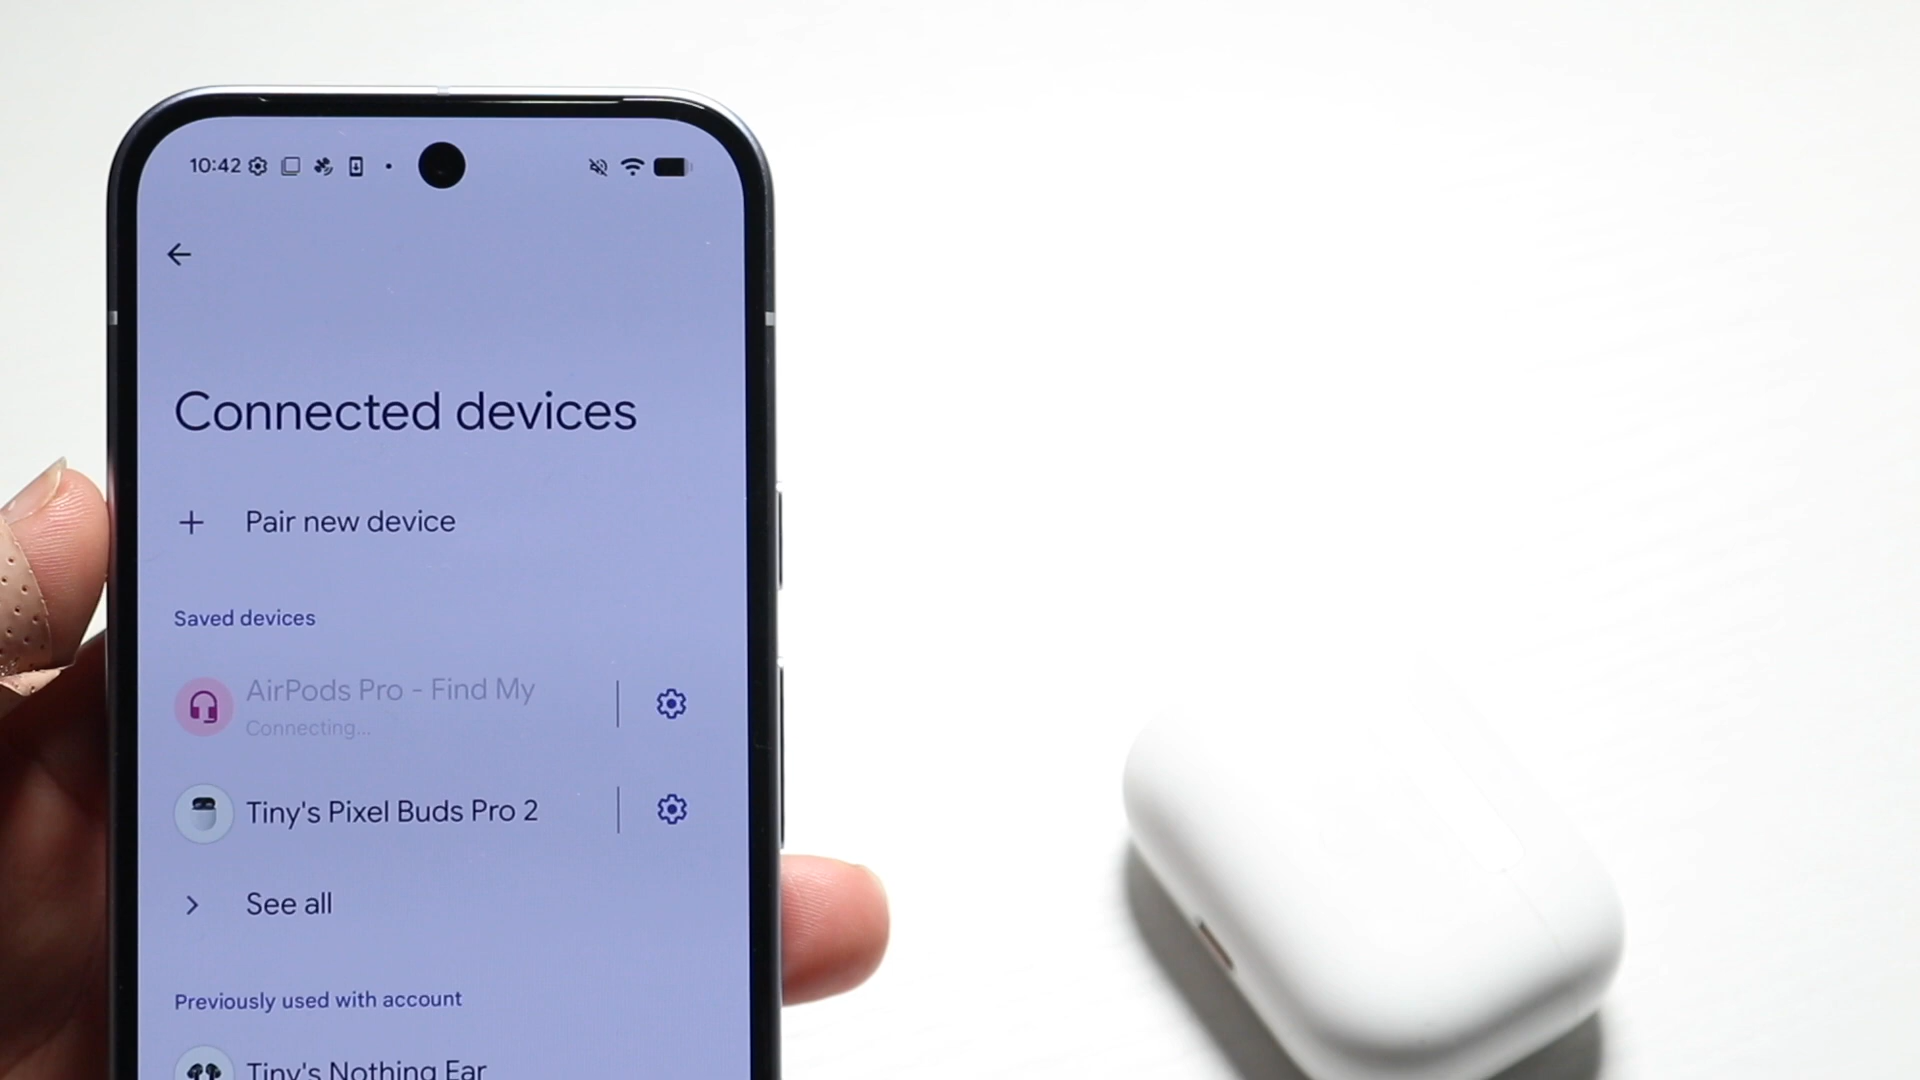 10:42
Connected devices
Pair new device
Saved devices
AirPods Pro - Find My
Connecting...
Tiny's Pixel Buds Pro 2
See all
Previously used with account
Tiny's Nothing Ear